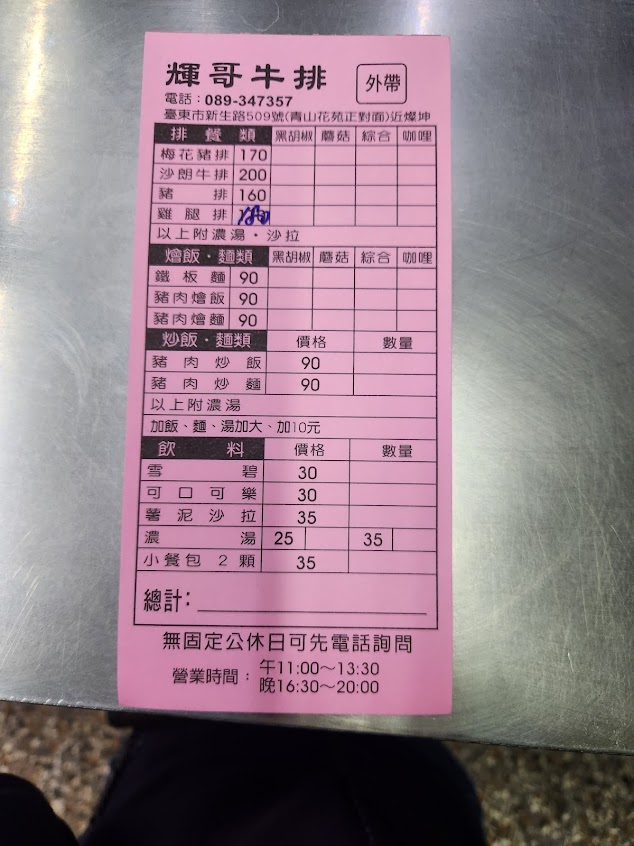 輝哥牛排 外帶
電話：089-347357
臺東市新生路509號(青山花苑正對面)近燦坤
排餐類 黑胡椒 蘑菇 綜合 咖哩
梅花豬排 170
沙朗牛排 200
豬排 160
雞腿排 180
以上附濃湯・沙拉
燴飯・麵類 黑胡椒 蘑菇 綜合 咖哩
鐵板麵 90
豬肉燴飯 90
豬肉燴麵 90
炒飯・麵類 價格 數量
豬肉炒飯 90
豬肉炒麵 90
以上附濃湯
加飯、麵、湯加大、加10元
飲料 價格 數量
雪碧 30
可口可樂 30
薯泥沙拉 35
濃湯 25 35
小餐包2顆 35
總計：
無固定公休日可先電話詢問
營業時間：午11:00～13:30
晚16:30～20:00